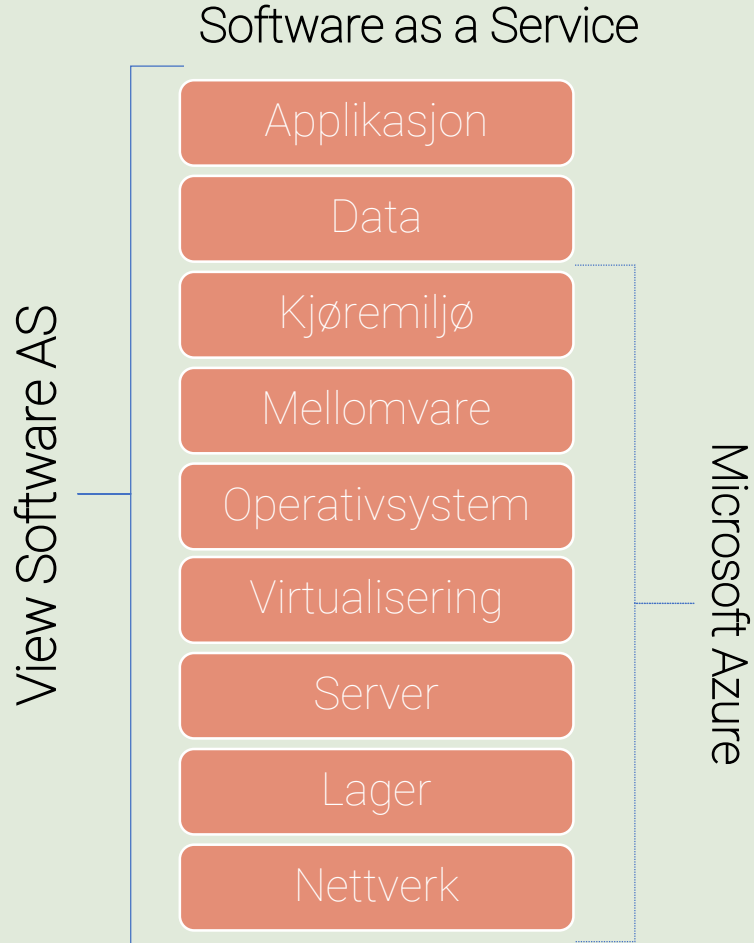 Software as a Service
View Software AS
Applikasjon
Data
Kjøremiljø
Mellomvare
Operativsystem
Virtualisering
Server
Lager
Nettverk
Microsoft Azure